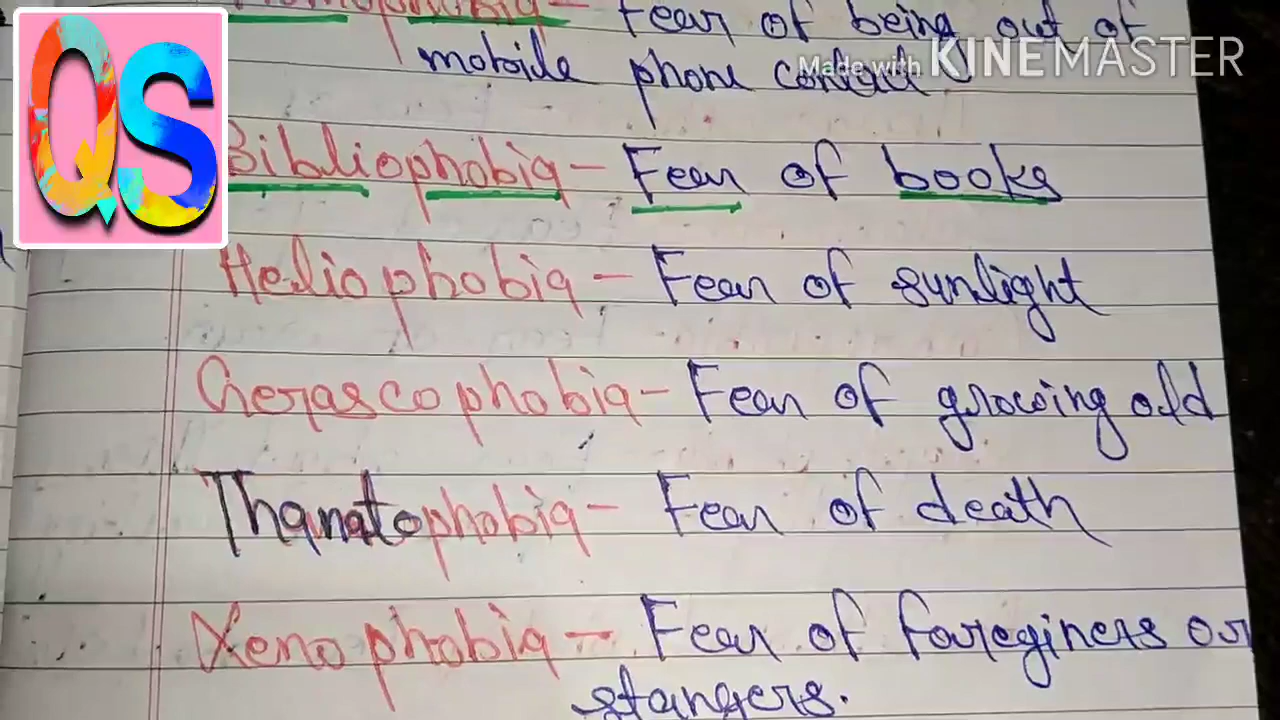 phobia - Fear of being out of
mobile phone contact
Made with KINEMASTER
QS
Bibliophobia - Fear of books
Heliophobia - Fear of sunlight
Gerascophobia - Fear of growing old
Thanatophobia - Fear of death
Xenophobia - Fear of foreginers or
stangers.